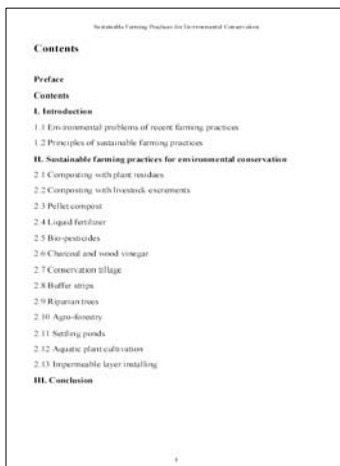 Sustainable Farming Practices for Environmental Conservation
Contents
Preface
Contents
I. Introduction
1.1 Environmental problems of recent farming practices
1.2 Principles of sustainable farming practices
II. Sustainable farming practices for environmental conservation
2.1 Composting with plant residues
2.2 Composting with livestock excrements
2.3 Pellet compost
2.4 Liquid fertilizer
2.5 Bio-pesticides
2.6 Charcoal and wood vinegar
2.7 Conservation tillage
2.8 Buffer strips
2.9 Riparian trees
2.10 Agro-forestry
2.11 Settling ponds
2.12 Aquatic plant cultivation
2.13 Impermeable layer installing
III. Conclusion